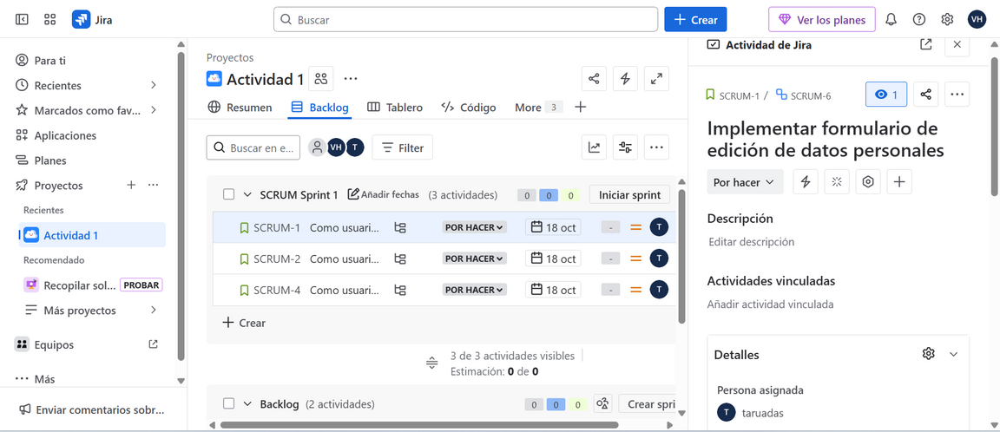 Jira
Buscar
Crear
Ver los planes
VH
Para ti
Recientes
Marcados como fav...
Aplicaciones
Planes
Proyectos
Recientes
Actividad 1
Recomendado
Recopilar sol... PROBAR
Más proyectos
Equipos
Más
Enviar comentarios sobr...
Proyectos
Actividad 1
Resumen Backlog Tablero Código More 3
Buscar en e... VH T Filter
SCRUM Sprint 1 Añadir fechas (3 actividades) 0 0 0 Iniciar sprint
SCRUM-1 Como usuari... POR HACER 18 oct - T
SCRUM-2 Como usuari... POR HACER 18 oct - T
SCRUM-4 Como usuari... POR HACER 18 oct - T
Crear
3 de 3 actividades visibles
Estimación: 0 de 0
Backlog (2 actividades) 0 0 0 Crear spri
Actividad de Jira
SCRUM-1 / SCRUM-6 1
Implementar formulario de
edición de datos personales
Por hacer
Descripción
Editar descripción
Actividades vinculadas
Añadir actividad vinculada
Detalles
Persona asignada
T taruadas